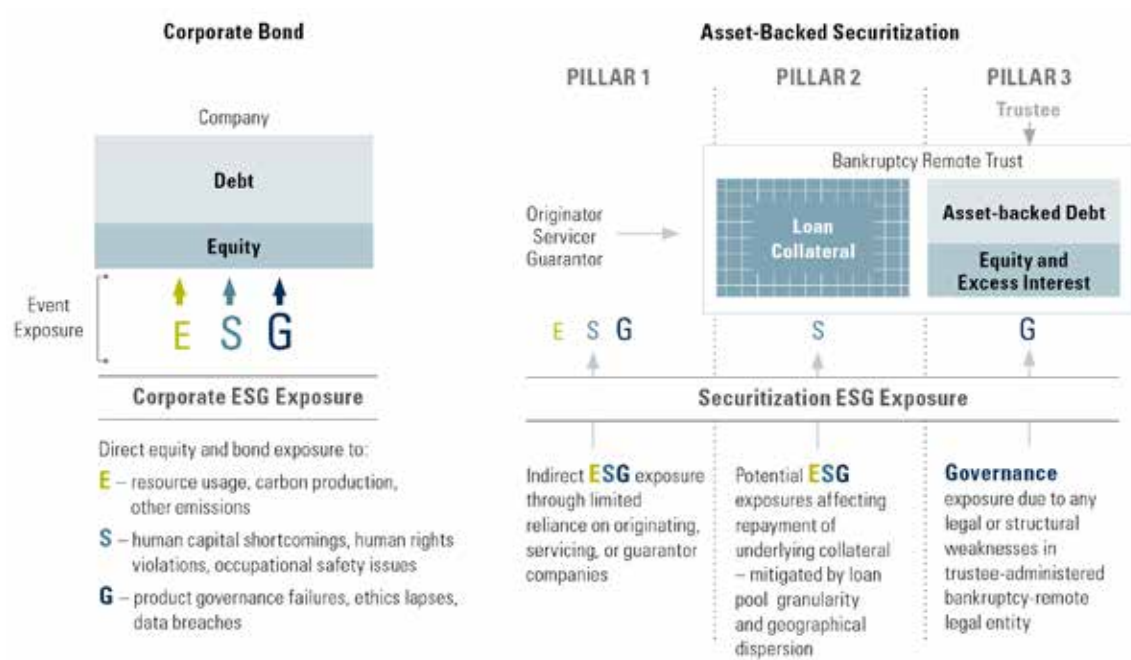 Corporate Bond
Company
Debt
Equity
Event
Exposure
E S G
Corporate ESG Exposure
Direct equity and bond exposure to:
E – resource usage, carbon production,
other emissions
S – human capital shortcomings, human rights
violations, occupational safety issues
G – product governance failures, ethics lapses,
data breaches
Asset-Backed Securitization
PILLAR 1
PILLAR 2
PILLAR 3
Trustee
Bankruptcy Remote Trust
Originator
Servicer
Guarantor
Loan
Collateral
Asset-backed Debt
Equity and
Excess Interest
E S G
S
G
Securitization ESG Exposure
Indirect ESG exposure
through limited
reliance on originating,
servicing, or guarantor
companies
Potential ESG
exposures affecting
repayment of
underlying collateral
– mitigated by loan
pool granularity
and geographical
dispersion
Governance
exposure due to any
legal or structural
weaknesses in
trustee-administered
bankruptcy-remote
legal entity